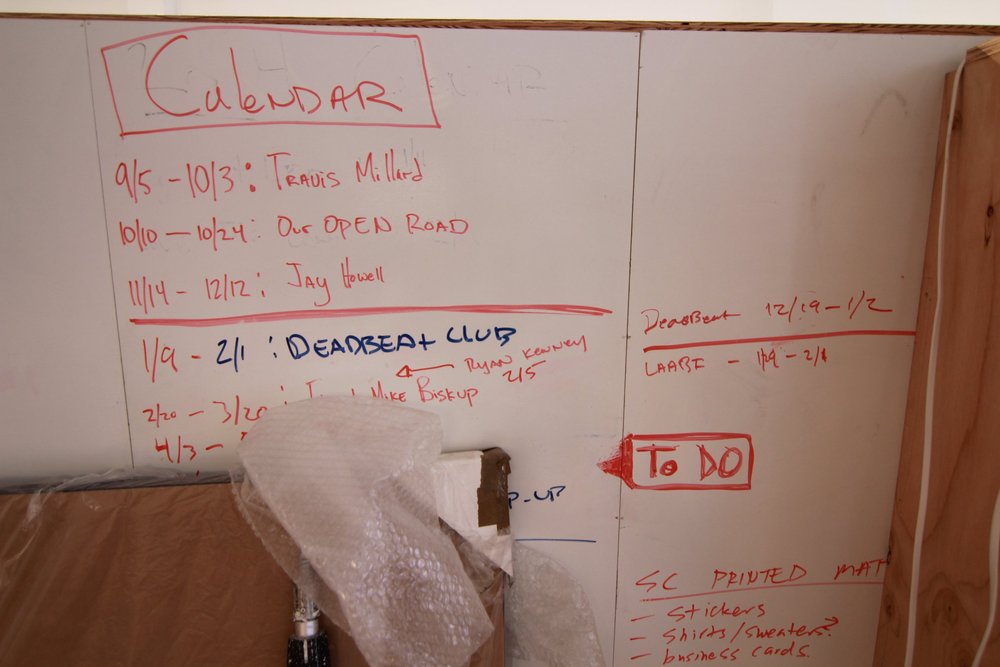 CALENDAR
9/5 - 10/3 : TRAVIS Millard
10/10 - 10/24 : Our OPEN ROAD
11/14 - 12/12 : JAY Howell
1/9 - 2/1 : DEADBEAT CLUB
RYAN KENNEY
2/5
2/20 - 3/20 : MIKE BISKUP
4/3 -
P-UP
DEADBEAT 12/19 - 1/2
LAABF - 1/29 - 2/1
TO DO
SC PRINTED MAT
- STICKERS
- Shirts/sweaters?
- business cards.